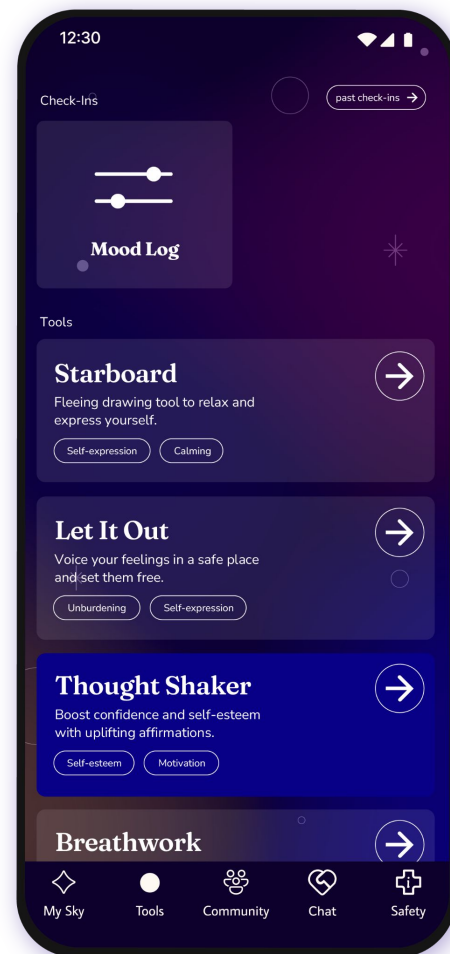 12:30
Check-Ins
past check-ins
Mood Log
Tools
Starboard
Fleeing drawing tool to relax and
express yourself.
Self-expression
Calming
Let It Out
Voice your feelings in a safe place
and set them free.
Unburdening
Self-expression
Thought Shaker
Boost confidence and self-esteem
with uplifting affirmations.
Self-esteem
Motivation
Breathwork
My Sky
Tools
Community
Chat
Safety